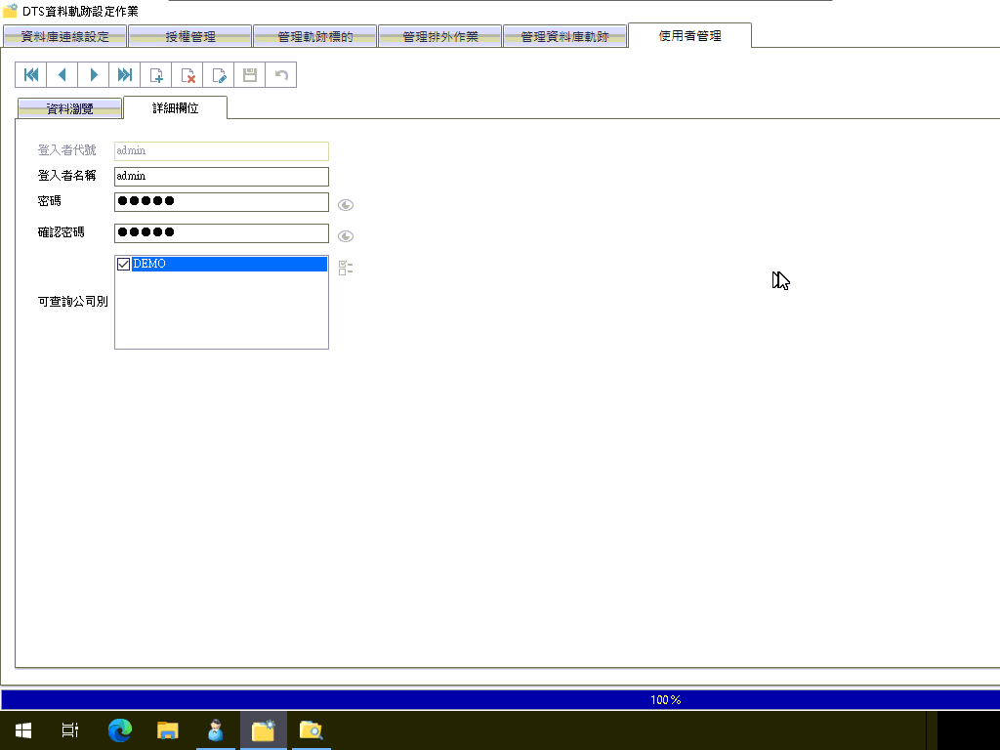 DTS資料軌跡設定作業
資料庫連線設定 授權管理 管理軌跡標的 管理排外作業 管理資料庫軌跡 使用者管理
資料瀏覽 詳細欄位
登入者代號 admin
登入者名稱 admin
密碼 ●●●●●
確認密碼 ●●●●●
DEMO
可查詢公司別
100%